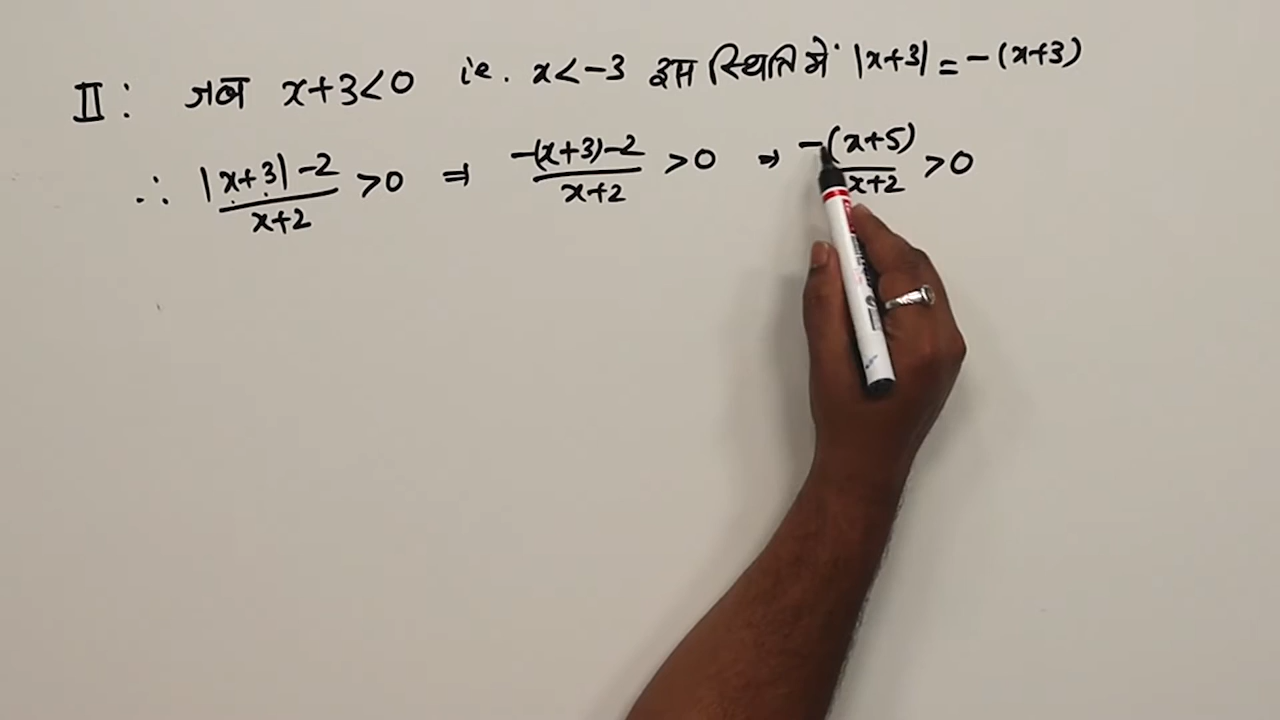 II : जब x+3<0 i.e. x<-3 इस स्थिति में |x+3| = -(x+3)
∴ |x+3|-2/x+2 >0 ⇒ -(x+3)-2/x+2 >0 ⇒ -(x+5)/x+2 >0